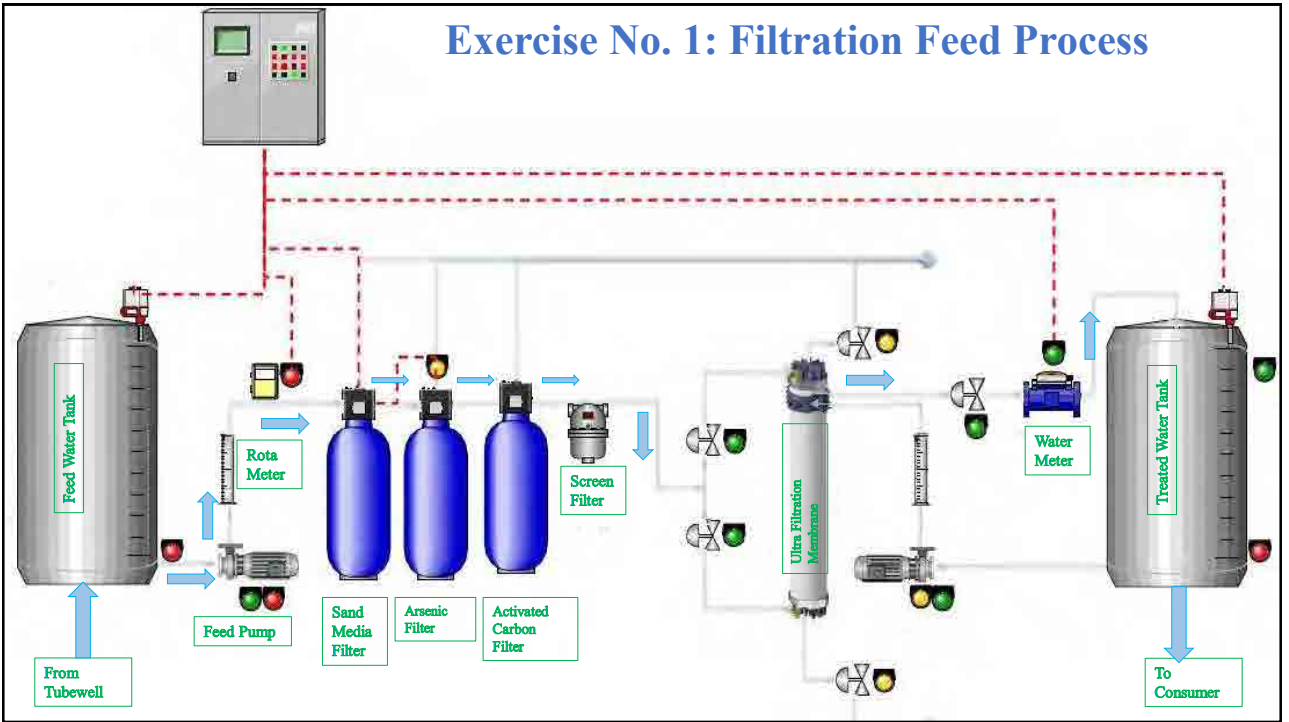 Exercise No. 1: Filtration Feed Process
Feed Water Tank
Rota
Meter
Screen
Filter
Ultra Filtration
Membrane
Water
Meter
Treated Water Tank
Feed Pump
Sand
Media
Filter
Arsenic
Filter
Activated
Carbon
Filter
From
Tubewell
To
Consumer